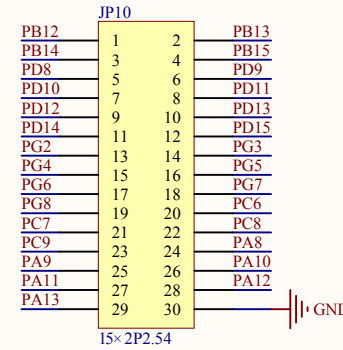 JP10
PB12 1 2 PB13
PB14 3 4 PB15
PD8 5 6 PD9
PD10 7 8 PD11
PD12 9 10 PD13
PD14 11 12 PD15
PG2 13 14 PG3
PG4 15 16 PG5
PG6 17 18 PG7
PG8 19 20 PC6
PC7 21 22 PC8
PC9 23 24 PA8
PA9 25 26 PA10
PA11 27 28 PA12
PA13 29 30 GND
15×2P2.54